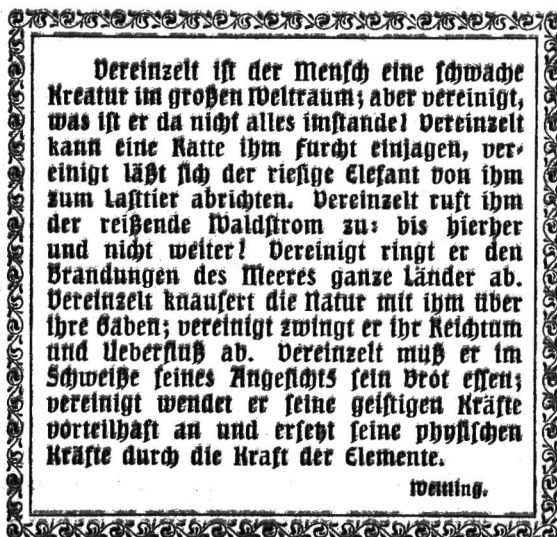 Vereinzelt ist der Mensch eine schwache
Kreatur im großen Weltraum; aber vereinigt,
was ist er da nicht alles imstande! Vereinzelt
kann eine Ratte ihm Furcht einjagen, ver-
einigt läßt sich der riesige Elefant von ihm
zum Lasttier abrichten. Vereinzelt ruft ihm
der reißende Waldstrom zu: bis hierher
und nicht weiter! Vereinigt ringt er den
Brandungen des Meeres ganze Länder ab.
Vereinzelt knausert die Natur mit ihm über
ihre Gaben; vereinigt zwingt er ihr Reichtum
und Ueberfluß ab. Vereinzelt muß er im
Schweiße seines Angesichts sein Brot essen;
vereinigt wendet er seine geistigen Kräfte
vorteilhaft an und ersetzt seine physischen
Kräfte durch die Kraft der Elemente.
Weitling.